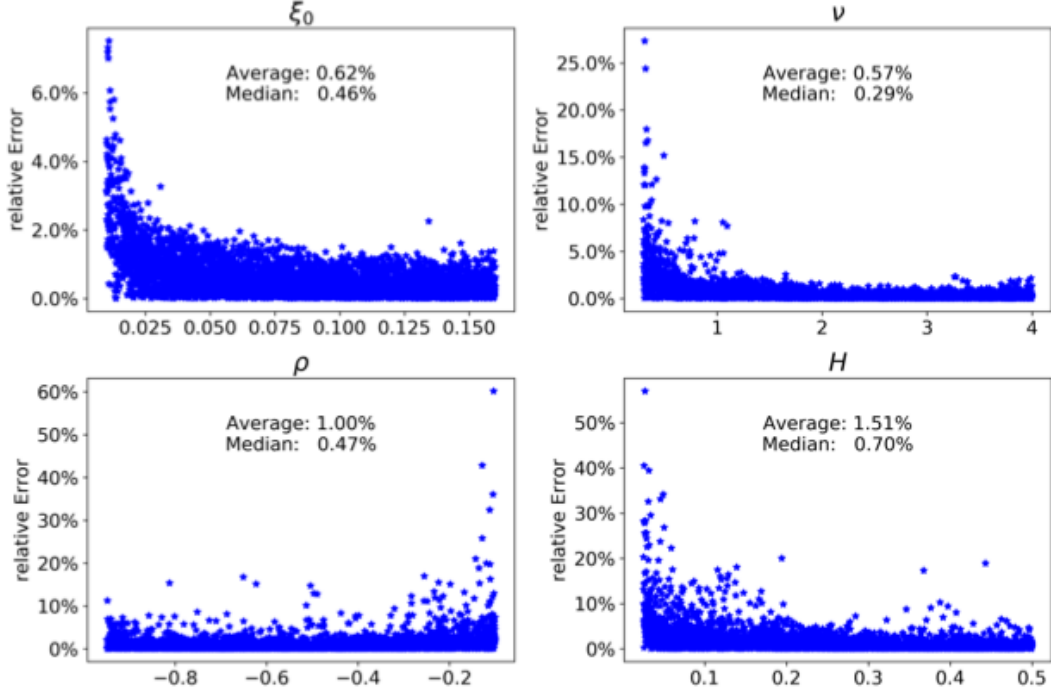 ξ₀
relative Error
6.0%
4.0%
2.0%
0.0%
Average: 0.62%
Median: 0.46%
0.025 0.050 0.075 0.100 0.125 0.150
ν
relative Error
25.0%
20.0%
15.0%
10.0%
5.0%
0.0%
Average: 0.57%
Median: 0.29%
1 2 3 4
ρ
relative Error
60%
50%
40%
30%
20%
10%
0%
Average: 1.00%
Median: 0.47%
−0.8 −0.6 −0.4 −0.2
H
relative Error
50%
40%
30%
20%
10%
0%
Average: 1.51%
Median: 0.70%
0.1 0.2 0.3 0.4 0.5